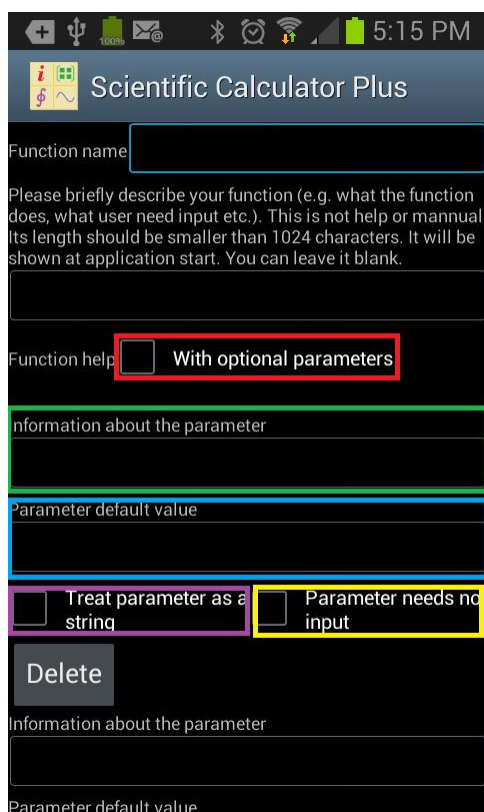 100%
5:15 PM
Scientific Calculator Plus
Function name
Please briefly describe your function (e.g. what the function
does, what user need input etc.). This is not help or mannual
Its length should be smaller than 1024 characters. It will be
shown at application start. You can leave it blank.
Function help
With optional parameters
nformation about the parameter
Parameter default value
Treat parameter as a
string
Parameter needs no
input
Delete
Information about the parameter
Parameter default value